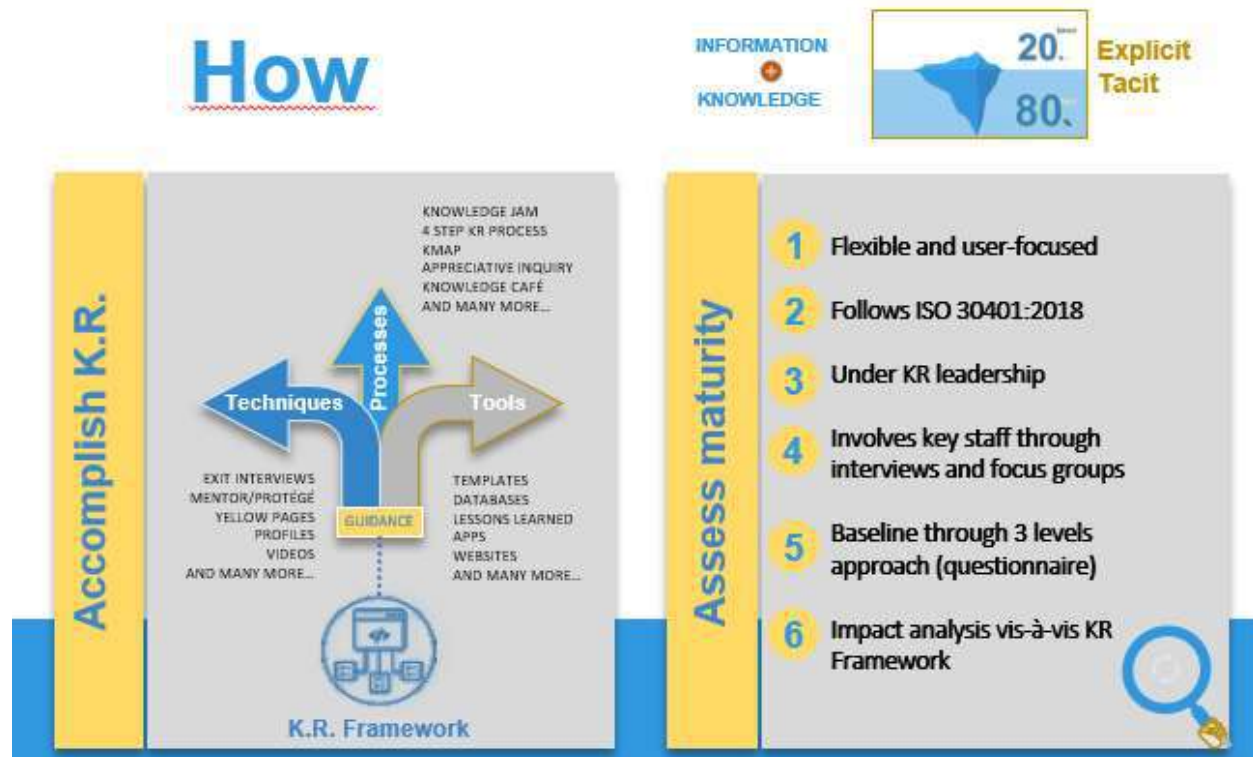 How
INFORMATION
KNOWLEDGE
20.
80.
Explicit
Tacit
Accomplish K.R.
KNOWLEDGE JAM
4 STEP KR PROCESS
KMAP
APPRECIATIVE INQUIRY
KNOWLEDGE CAFÉ
AND MANY MORE...
Techniques
Processes
Tools
EXIT INTERVIEWS
MENTOR/PROTÉGÉ
YELLOW PAGES
PROFILES
VIDEOS
AND MANY MORE...
GUIDANCE
TEMPLATES
DATABASES
LESSONS LEARNED
APPS
WEBSITES
AND MANY MORE...
K.R. Framework
Assess maturity
1 Flexible and user-focused
2 Follows ISO 30401:2018
3 Under KR leadership
4 Involves key staff through
interviews and focus groups
5 Baseline through 3 levels
approach (questionnaire)
6 Impact analysis vis-à-vis KR
Framework